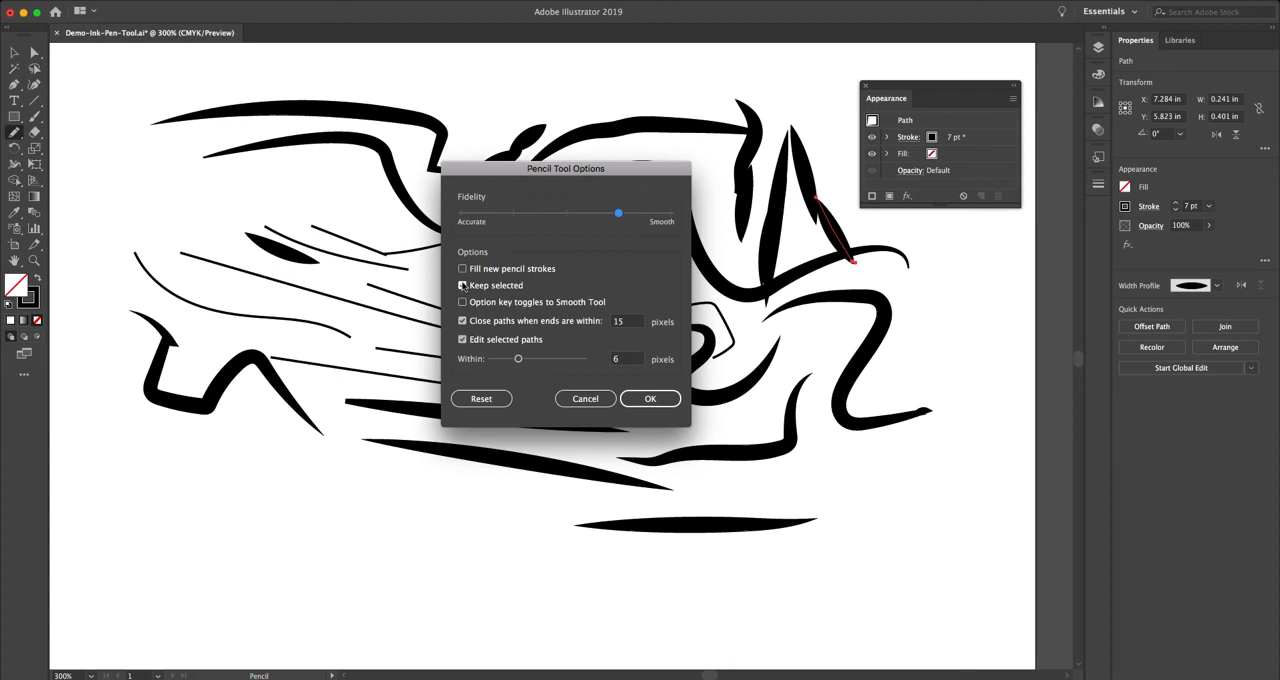 Adobe Illustrator 2019
Essentials
Search Adobe Stock
Demo-Ink-Pen-Tool.ai* @ 300% (CMYK/Preview)
Properties
Libraries
Path
Transform
X: 7.284 in
W: 0.241 in
Y: 5.823 in
H: 0.401 in
0°
Appearance
Fill
Stroke
7 pt
Opacity
100%
fx.
Width Profile
Quick Actions
Offset Path
Join
Recolor
Arrange
Start Global Edit
Appearance
Path
Stroke:
7 pt *
Fill:
Opacity: Default
fx.
Pencil Tool Options
Fidelity
Accurate
Smooth
Options
Fill new pencil strokes
Keep selected
Option key toggles to Smooth Tool
Close paths when ends are within:
15
pixels
Edit selected paths
Within:
6
pixels
Reset
Cancel
OK
300%
1
Pencil